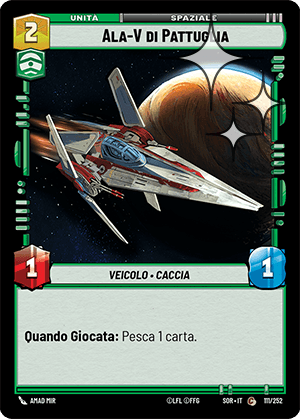 UNITÀ SPAZIALE
2 ALA-V DI PATTUGLIA
1 VEICOLO • CACCIA 1
Quando Giocata: Pesca 1 carta.
AMAD MIR ©LFL ©FFG SOR • IT C 111/252